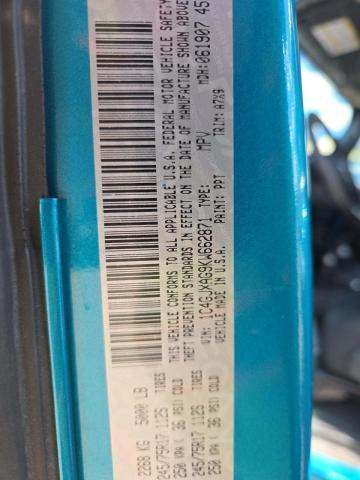 2268 KG 5000 LB
245/75R17 112S TIRES
250 KPA ( 36 PSI) COLD
245/75R17 112S TIRES
250 KPA ( 36 PSI) COLD
THIS VEHICLE CONFORMS TO ALL APPLICABLE U.S.A. FEDERAL MOTOR VEHICLE SAFETY
THEFT PREVENTION STANDARDS IN EFFECT ON THE DATE OF MANUFACTURE SHOWN ABOVE
VIN: 1C4GJXAG9KW662871 TYPE: MPV MDH:061907 45
VEHICLE MADE IN U.S.A. PAINT: PPT TRIM: A7X9